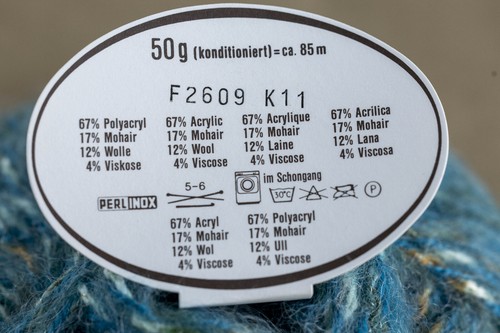 50g (konditioniert) = ca. 85 m
F2609 K11
67% Polyacryl
17% Mohair
12% Wolle
4% Viskose
67% Acrylic
17% Mohair
12% Wool
4% Viscose
67% Acrylique
17% Mohair
12% Laine
4% Viscose
67% Acrilica
17% Mohair
12% Lana
4% Viscosa
PERLINOX
5-6
im Schongang
30°C
P
67% Acryl
17% Mohair
12% Wol
4% Viscose
67% Polyacryl
17% Mohair
12% Ull
4% Viscose